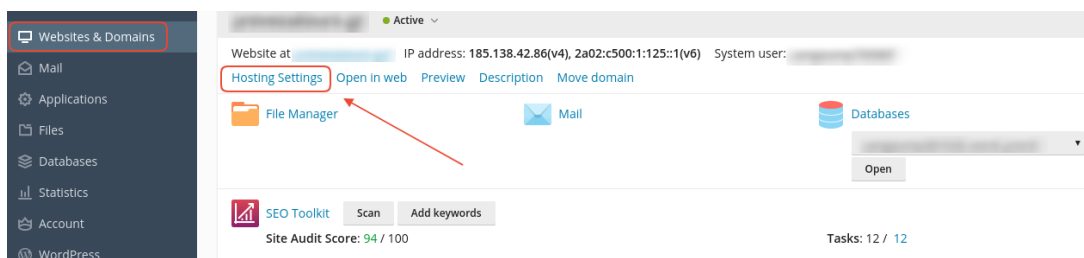 Websites & Domains
Mail
Applications
Files
Databases
Statistics
Account
WordPress
Active
Website at IP address: 185.138.42.86(v4), 2a02:c500:1:125::1(v6) System user:
Hosting Settings Open in web Preview Description Move domain
File Manager Mail Databases
Open
SEO Toolkit Scan Add keywords
Site Audit Score: 94 / 100 Tasks: 12 / 12